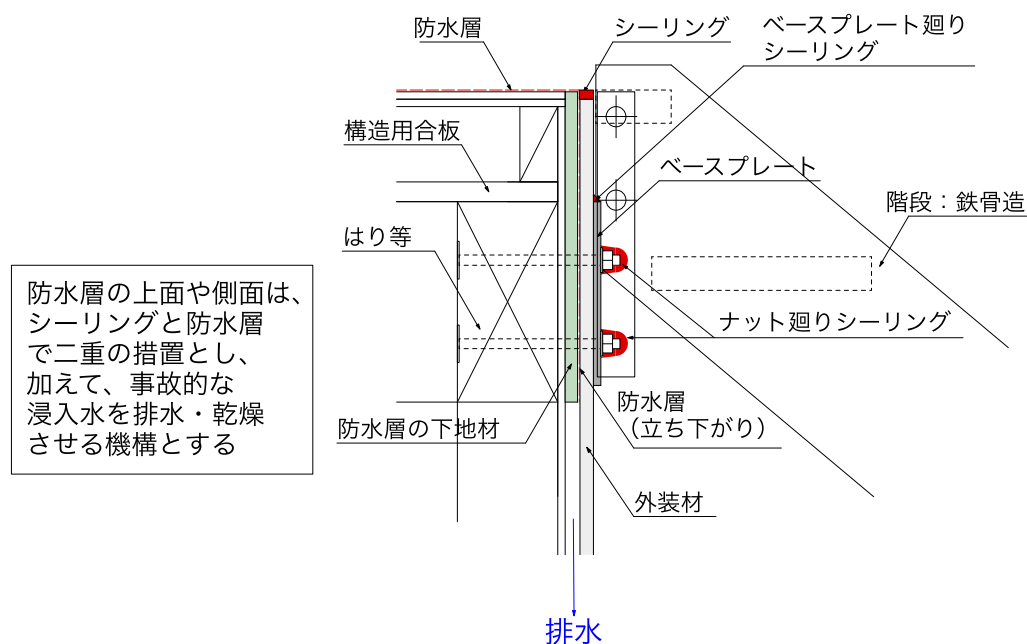 防水層
シーリング
ベースプレート廻り
シーリング
構造用合板
ベースプレート
階段：鉄骨造
はり等
防水層の上面や側面は、
シーリングと防水層
で二重の措置とし、
加えて、事故的な
浸入水を排水・乾燥
させる機構とする
ナット廻りシーリング
防水層の下地材
防水層
（立ち下がり）
外装材
排水